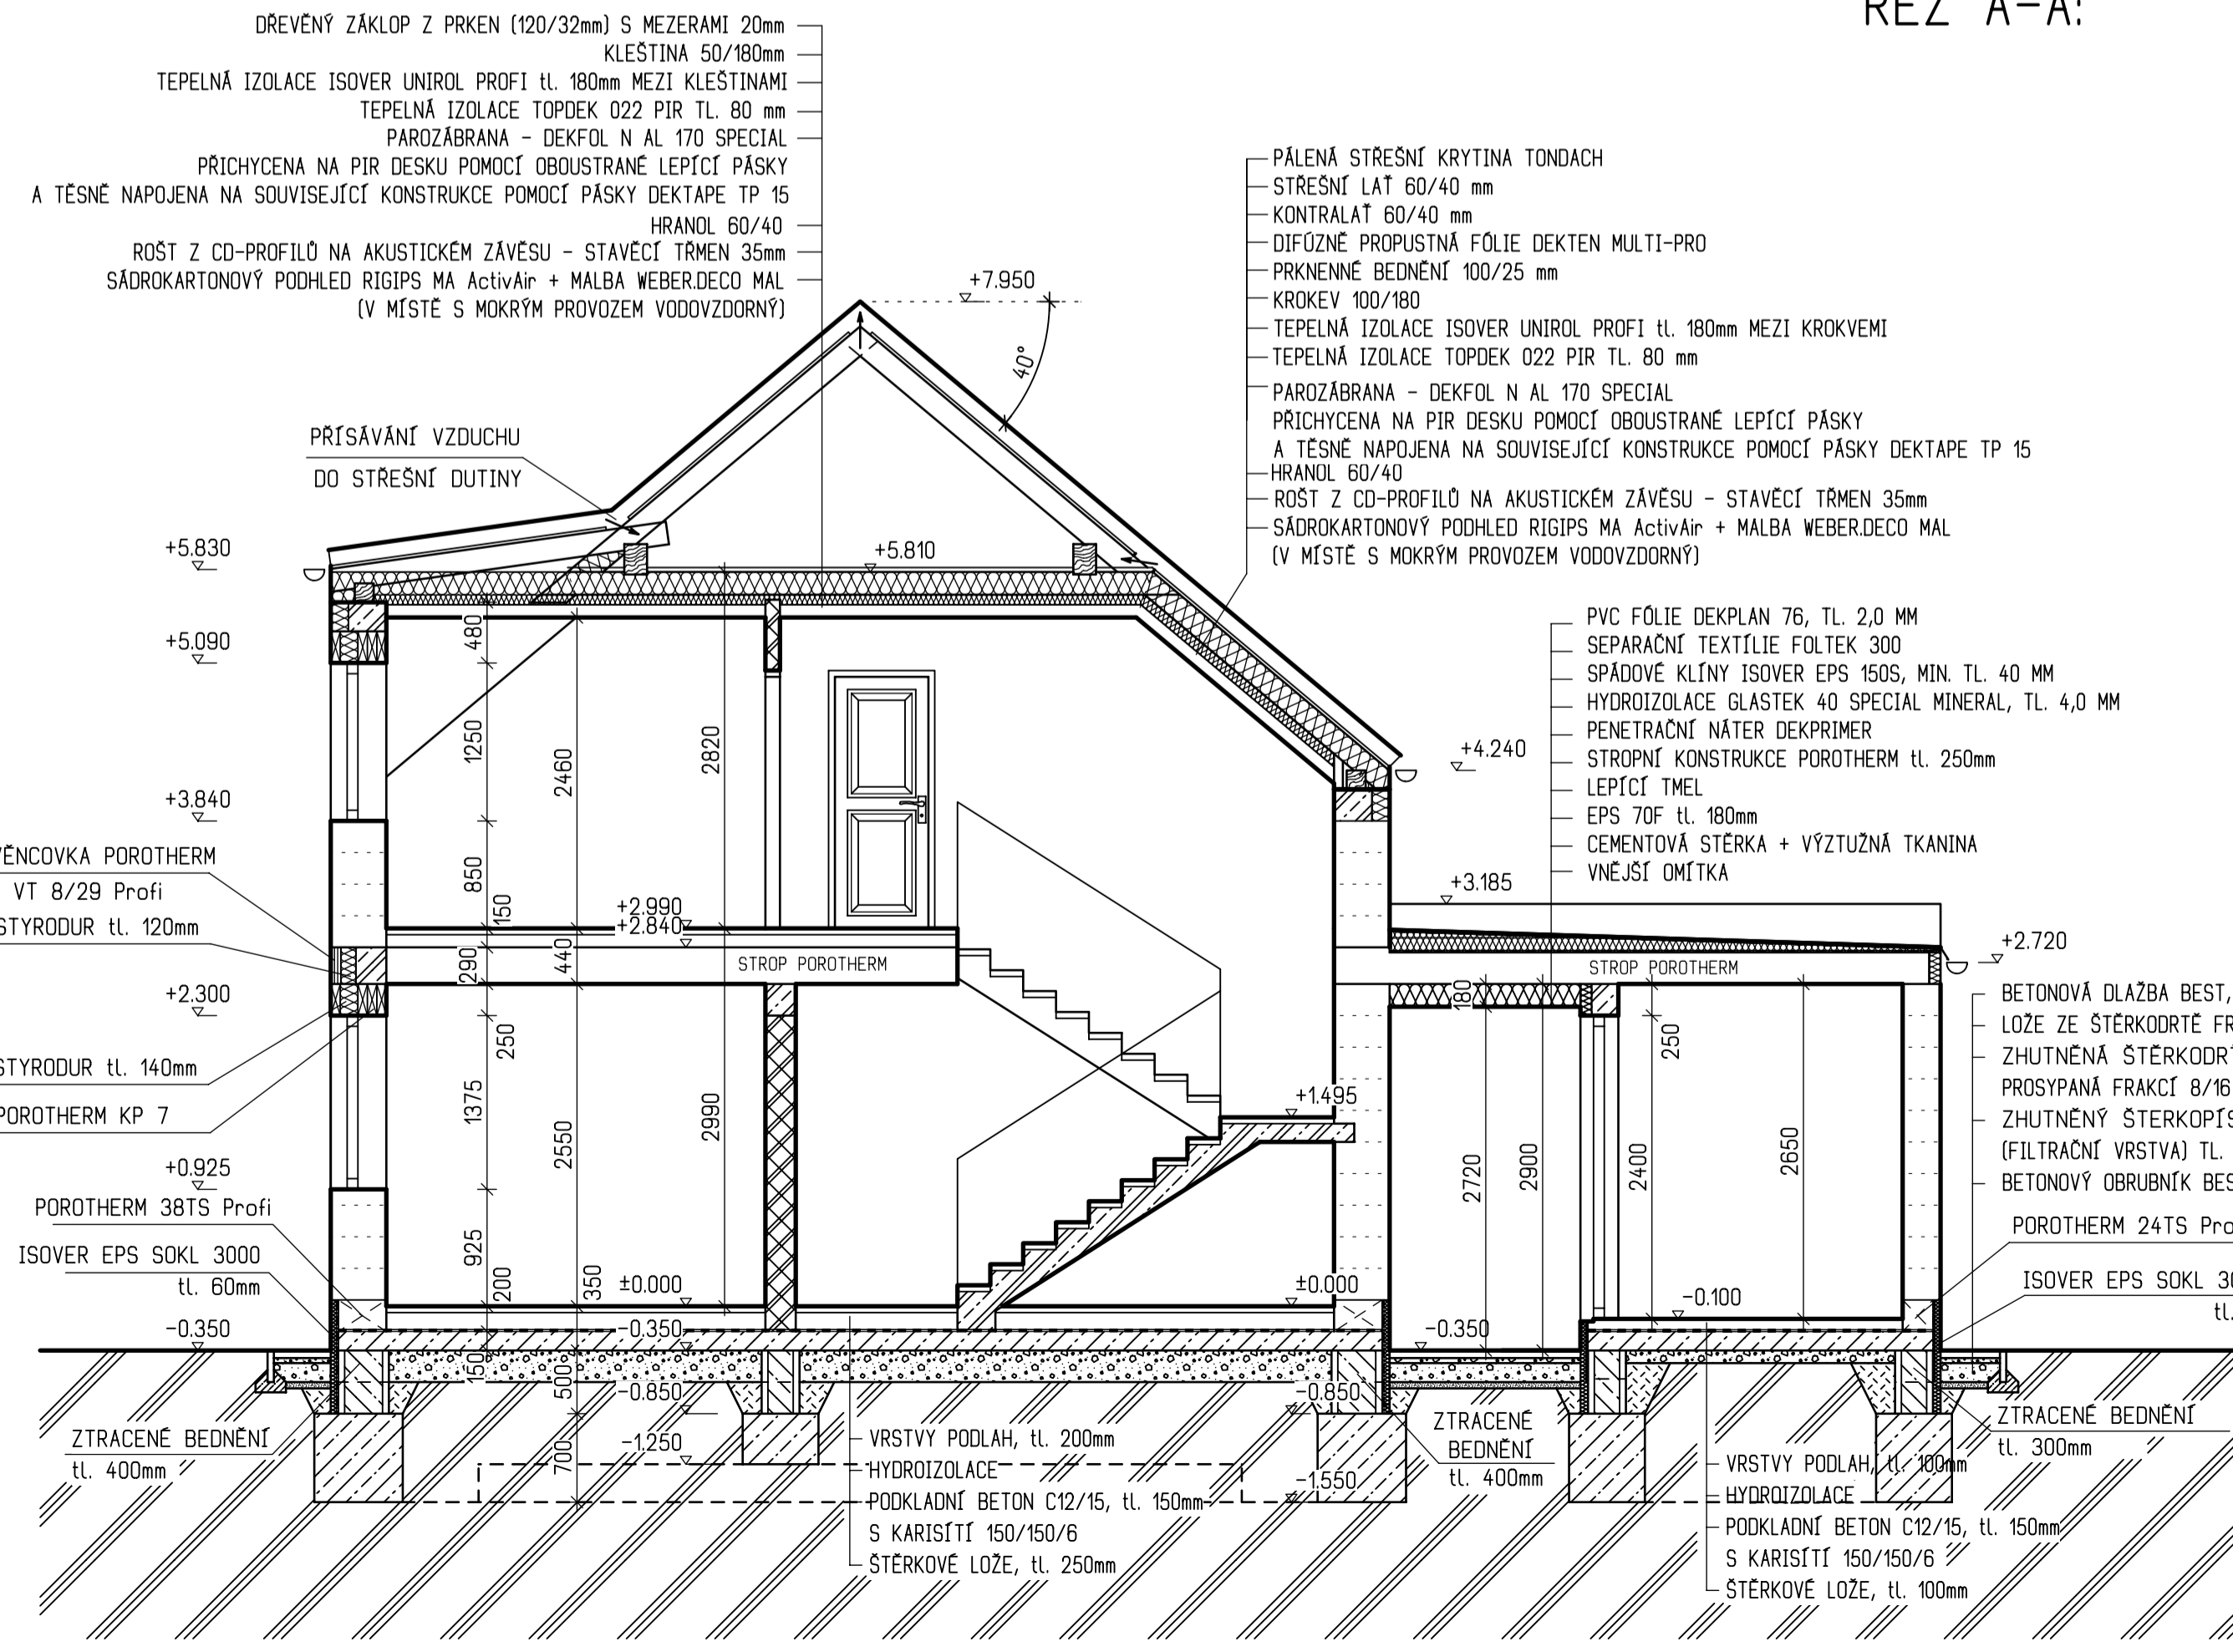 ŘEZ A-A:
DŘEVĚNÝ ZÁKLOP Z PRKEN (120/32mm) S MEZERAMI 20mm
KLEŠTINA 50/180mm
TEPELNÁ IZOLACE ISOVER UNIROL PROFI tl. 180mm MEZI KLEŠTINAMI
TEPELNÁ IZOLACE TOPDEK 022 PIR TL. 80 mm
PAROZÁBRANA - DEKFOL N AL 170 SPECIAL
PŘICHYCENA NA PIR DESKU POMOCÍ OBOUSTRANÉ LEPÍCÍ PÁSKY
A TĚSNĚ NAPOJENA NA SOUVISEJÍCÍ KONSTRUKCE POMOCÍ PÁSKY DEKTAPE TP 15
HRANOL 60/40
ROŠT Z CD-PROFILŮ NA AKUSTICKÉM ZÁVĚSU - STAVĚCÍ TŘMEN 35mm
SÁDROKARTONOVÝ PODHLED RIGIPS MA ActivAir + MALBA WEBER.DECO MAL
(V MÍSTĚ S MOKRÝM PROVOZEM VODOVZDORNÝ)
PÁLENÁ STŘEŠNÍ KRYTINA TONDACH
STŘEŠNÍ LAŤ 60/40 mm
KONTRALAŤ 60/40 mm
DIFÚZNĚ PROPUSTNÁ FÓLIE DEKTEN MULTI-PRO
PRKNENNÉ BEDNĚNÍ 100/25 mm
KROKEV 100/180
TEPELNÁ IZOLACE ISOVER UNIROL PROFI tl. 180mm MEZI KROKVEMI
TEPELNÁ IZOLACE TOPDEK 022 PIR TL. 80 mm
PAROZÁBRANA - DEKFOL N AL 170 SPECIAL
PŘICHYCENA NA PIR DESKU POMOCÍ OBOUSTRANÉ LEPÍCÍ PÁSKY
A TĚSNĚ NAPOJENA NA SOUVISEJÍCÍ KONSTRUKCE POMOCÍ PÁSKY DEKTAPE TP 15
HRANOL 60/40
ROŠT Z CD-PROFILŮ NA AKUSTICKÉM ZÁVĚSU - STAVĚCÍ TŘMEN 35mm
SÁDROKARTONOVÝ PODHLED RIGIPS MA ActivAir + MALBA WEBER.DECO MAL
(V MÍSTĚ S MOKRÝM PROVOZEM VODOVZDORNÝ)
+7.950
40°
PŘÍSÁVÁNÍ VZDUCHU
DO STŘEŠNÍ DUTINY
+5.830
+5.810
+5.090
+4.240
+3.840
PVC FÓLIE DEKPLAN 76, TL. 2,0 MM
SEPARAČNÍ TEXTÍLIE FOLTEK 300
SPÁDOVÉ KLÍNY ISOVER EPS 150S, MIN. TL. 40 MM
HYDROIZOLACE GLASTEK 40 SPECIAL MINERAL, TL. 4,0 MM
PENETRAČNÍ NÁTER DEKPRIMER
STROPNÍ KONSTRUKCE POROTHERM tl. 250mm
LEPÍCÍ TMEL
EPS 70F tl. 180mm
CEMENTOVÁ STĚRKA + VÝZTUŽNÁ TKANINA
VNĚJŠÍ OMÍTKA
480
1250
2460
2820
850
150
VĚNCOVKA POROTHERM
VT 8/29 Profi
STYRODUR tl. 120mm
+2.990
+2.840
+3.185
+2.720
290
440
STROP POROTHERM
STROP POROTHERM
+2.300
STYRODUR tl. 140mm
POROTHERM KP 7
+0.925
250
1375
2550
2990
925
200
350
+1.495
180
2720
2900
250
2400
2650
BETONOVÁ DLAŽBA BEST,
LOŽE ZE ŠTĚRKODRTĚ
ZHUTNĚNÁ
PROSYPANÁ FRAKCÍ 8/16
ZHUTNĚNÝ
(FILTRAČNÍ VRSTVA) TL.
BETONOVÝ OBRUBNÍK
POROTHERM 38TS Profi
ISOVER EPS SOKL 3000
tl. 60mm
POROTHERM 24TS
ISOVER EPS SOKL
tl.
±0.000
±0.000
-0.100
-0.350
-0.350
-0.350
150
500
-0.850
-0.850
-1.250
700
-1.550
ZTRACENÉ BEDNĚNÍ
tl. 400mm
ZTRACENÉ
BEDNĚNÍ
tl. 400mm
ZTRACENÉ BEDNĚNÍ
tl. 300mm
VRSTVY PODLAH, tl. 200mm
HYDROIZOLACE
PODKLADNÍ BETON C12/15, tl. 150mm
S KARISÍTÍ 150/150/6
ŠTĚRKOVÉ LOŽE, tl. 250mm
VRSTVY PODLAH, tl. 100mm
HYDROIZOLACE
PODKLADNÍ BETON C12/15, tl. 150mm
S KARISÍTÍ 150/150/6
ŠTĚRKOVÉ LOŽE, tl. 100mm